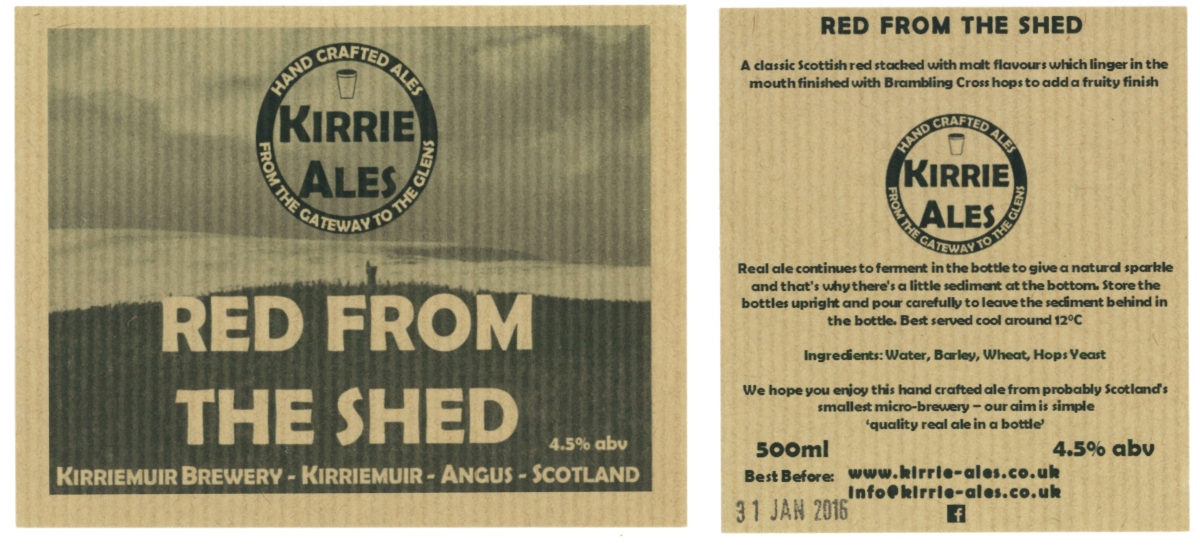 HAND CRAFTED ALES
KIRRIE
ALES
FROM THE GATEWAY TO THE GLENS
RED FROM
THE SHED
4.5% abv
KIRRIEMUIR BREWERY - KIRRIEMUIR - ANGUS - SCOTLAND
RED FROM THE SHED
A classic Scottish red stacked with malt flavours which linger in the
mouth finished with Brambling Cross hops to add a fruity finish
HAND CRAFTED ALES
KIRRIE
ALES
FROM THE GATEWAY TO THE GLENS
Real ale continues to ferment in the bottle to give a natural sparkle
and that's why there's a little sediment at the bottom. Store the
bottles upright and pour carefully to leave the sediment behind in
the bottle. Best served cool around 12°C
Ingredients: Water, Barley, Wheat, Hops Yeast
We hope you enjoy this hand crafted ale from probably Scotland's
smallest micro-brewery – our aim is simple
'quality real ale in a bottle'
500ml 4.5% abv
Best Before: www.kirrie-ales.co.uk
info@kirrie-ales.co.uk
31 JAN 2016
f